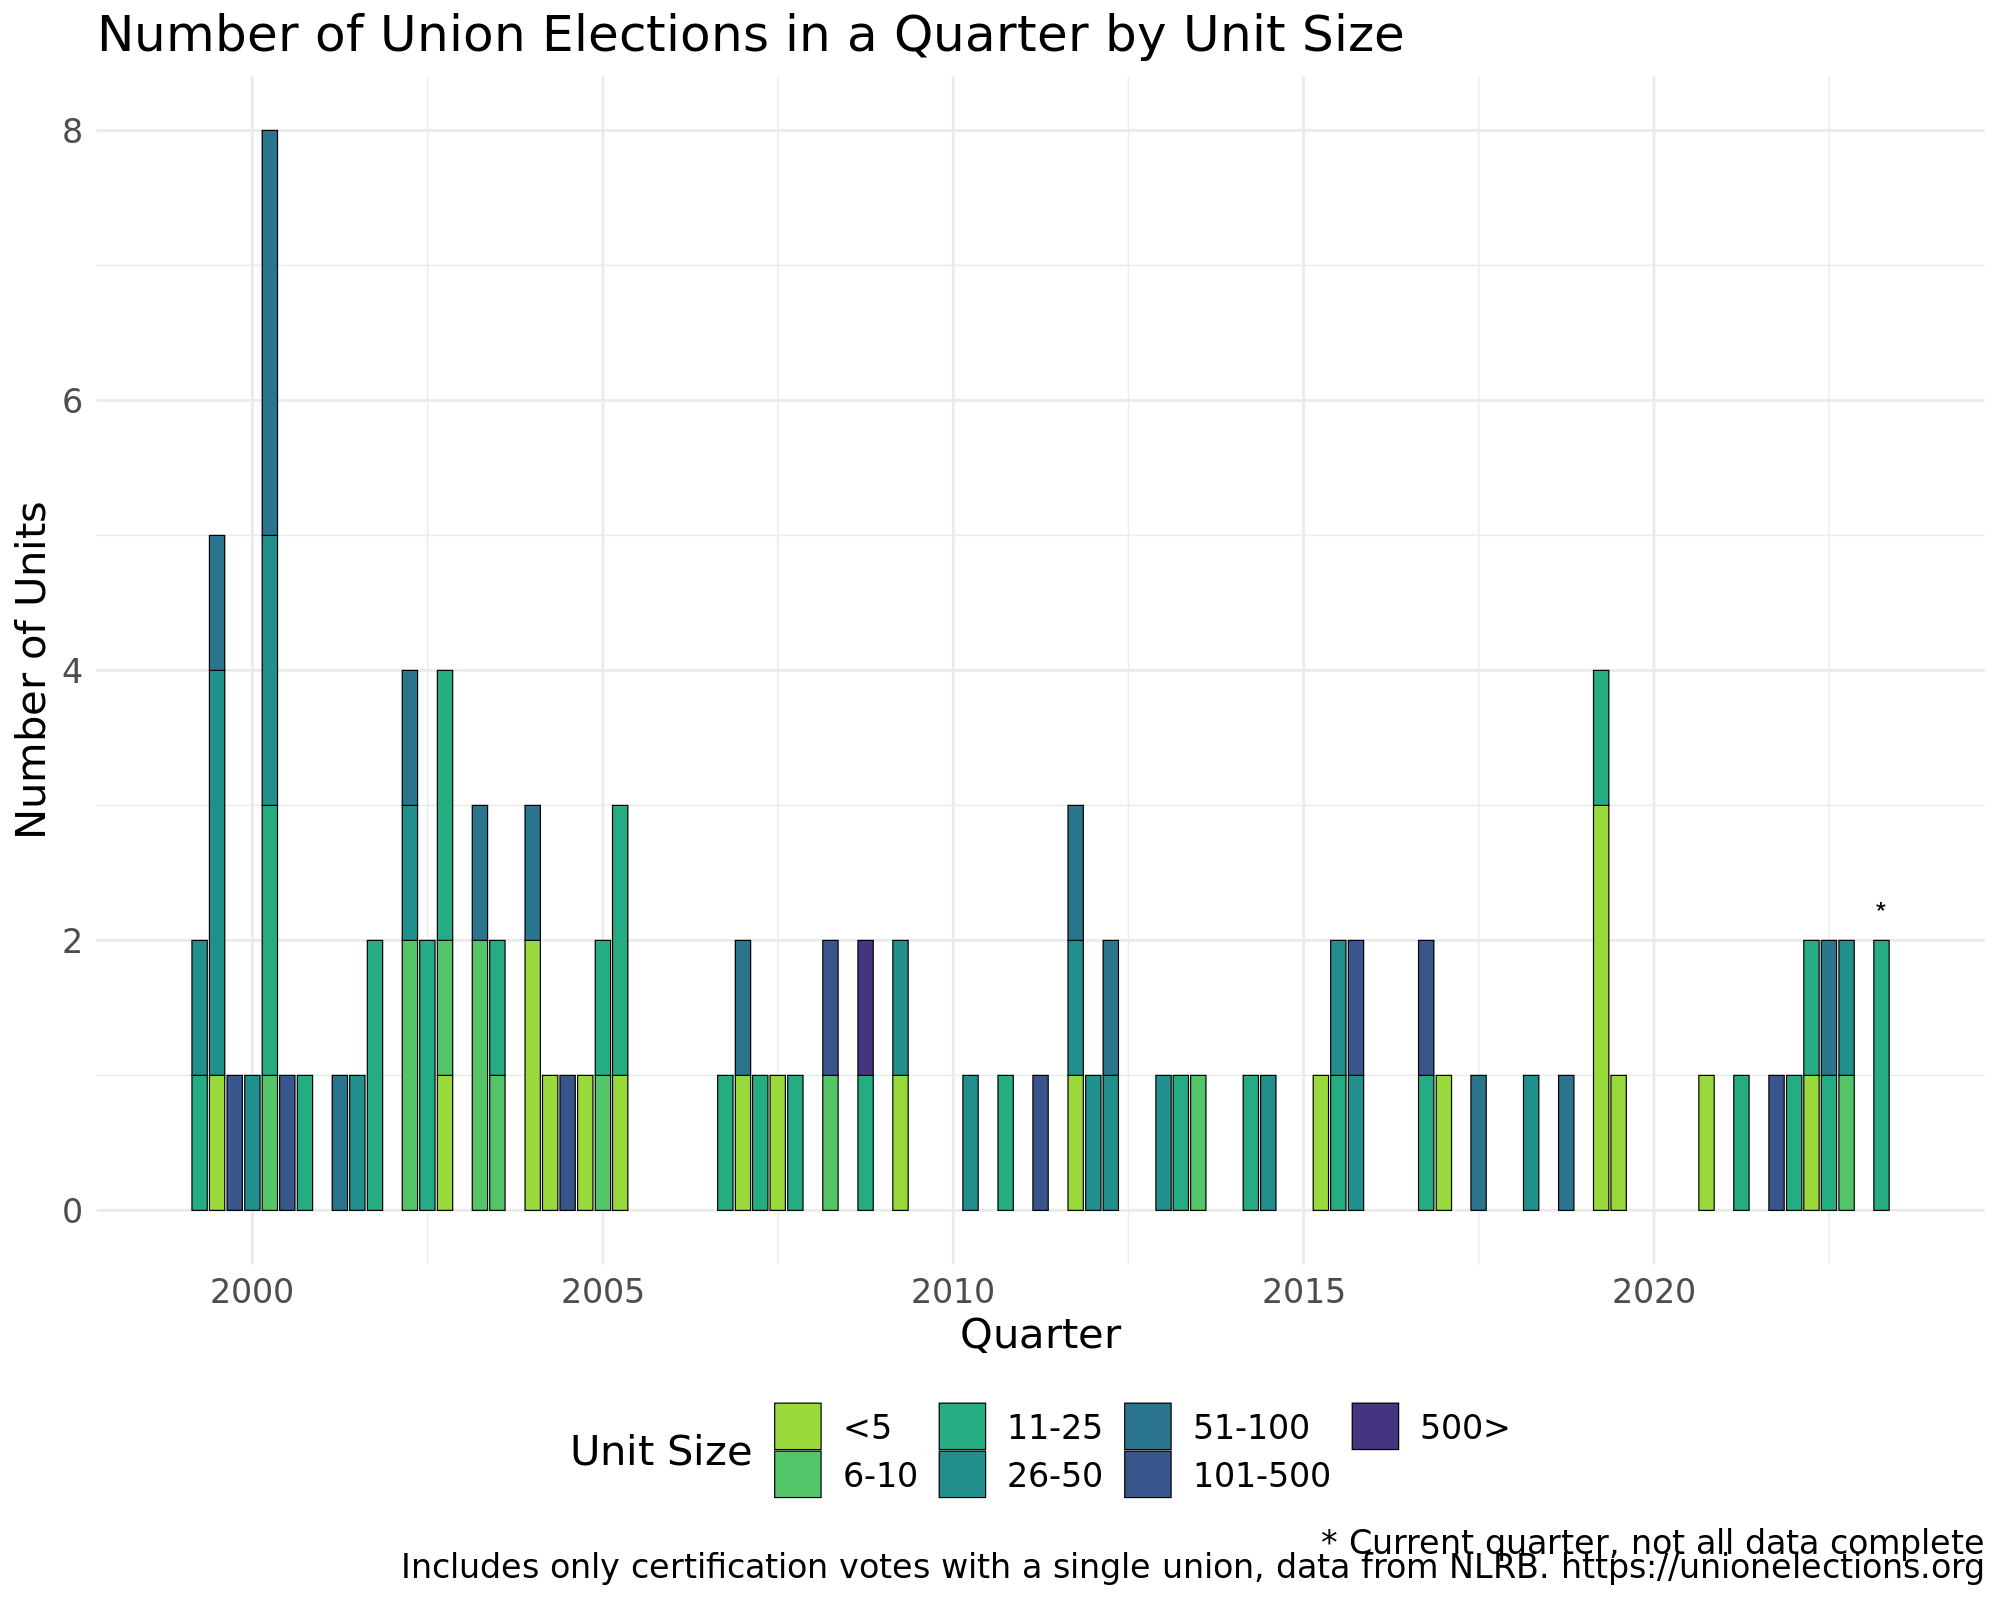 Number of Union Elections in a Quarter by Unit Size
Number of Units
8
6
4
2
0
*
2000 2005 2010 2015 2020
Quarter
Unit Size
<5 11-25 51-100 500>
6-10 26-50 101-500
* Current quarter, not all data complete
Includes only certification votes with a single union, data from NLRB. https://unionelections.org